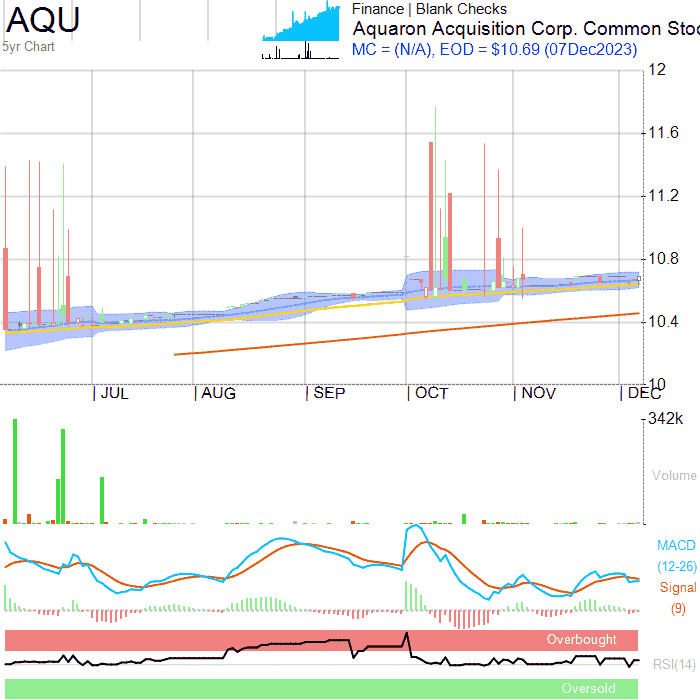 AQU
5yr Chart
Finance | Blank Checks
Aquaron Acquisition Corp. Common Stoc
MC = (N/A), EOD = $10.69 (07Dec2023)
12
11.6
11.2
10.8
10.4
10
JUL
AUG
SEP
OCT
NOV
DEC
342k
Volume
MACD
(12-26)
Signal
(9)
Overbought
RSI(14)
Oversold